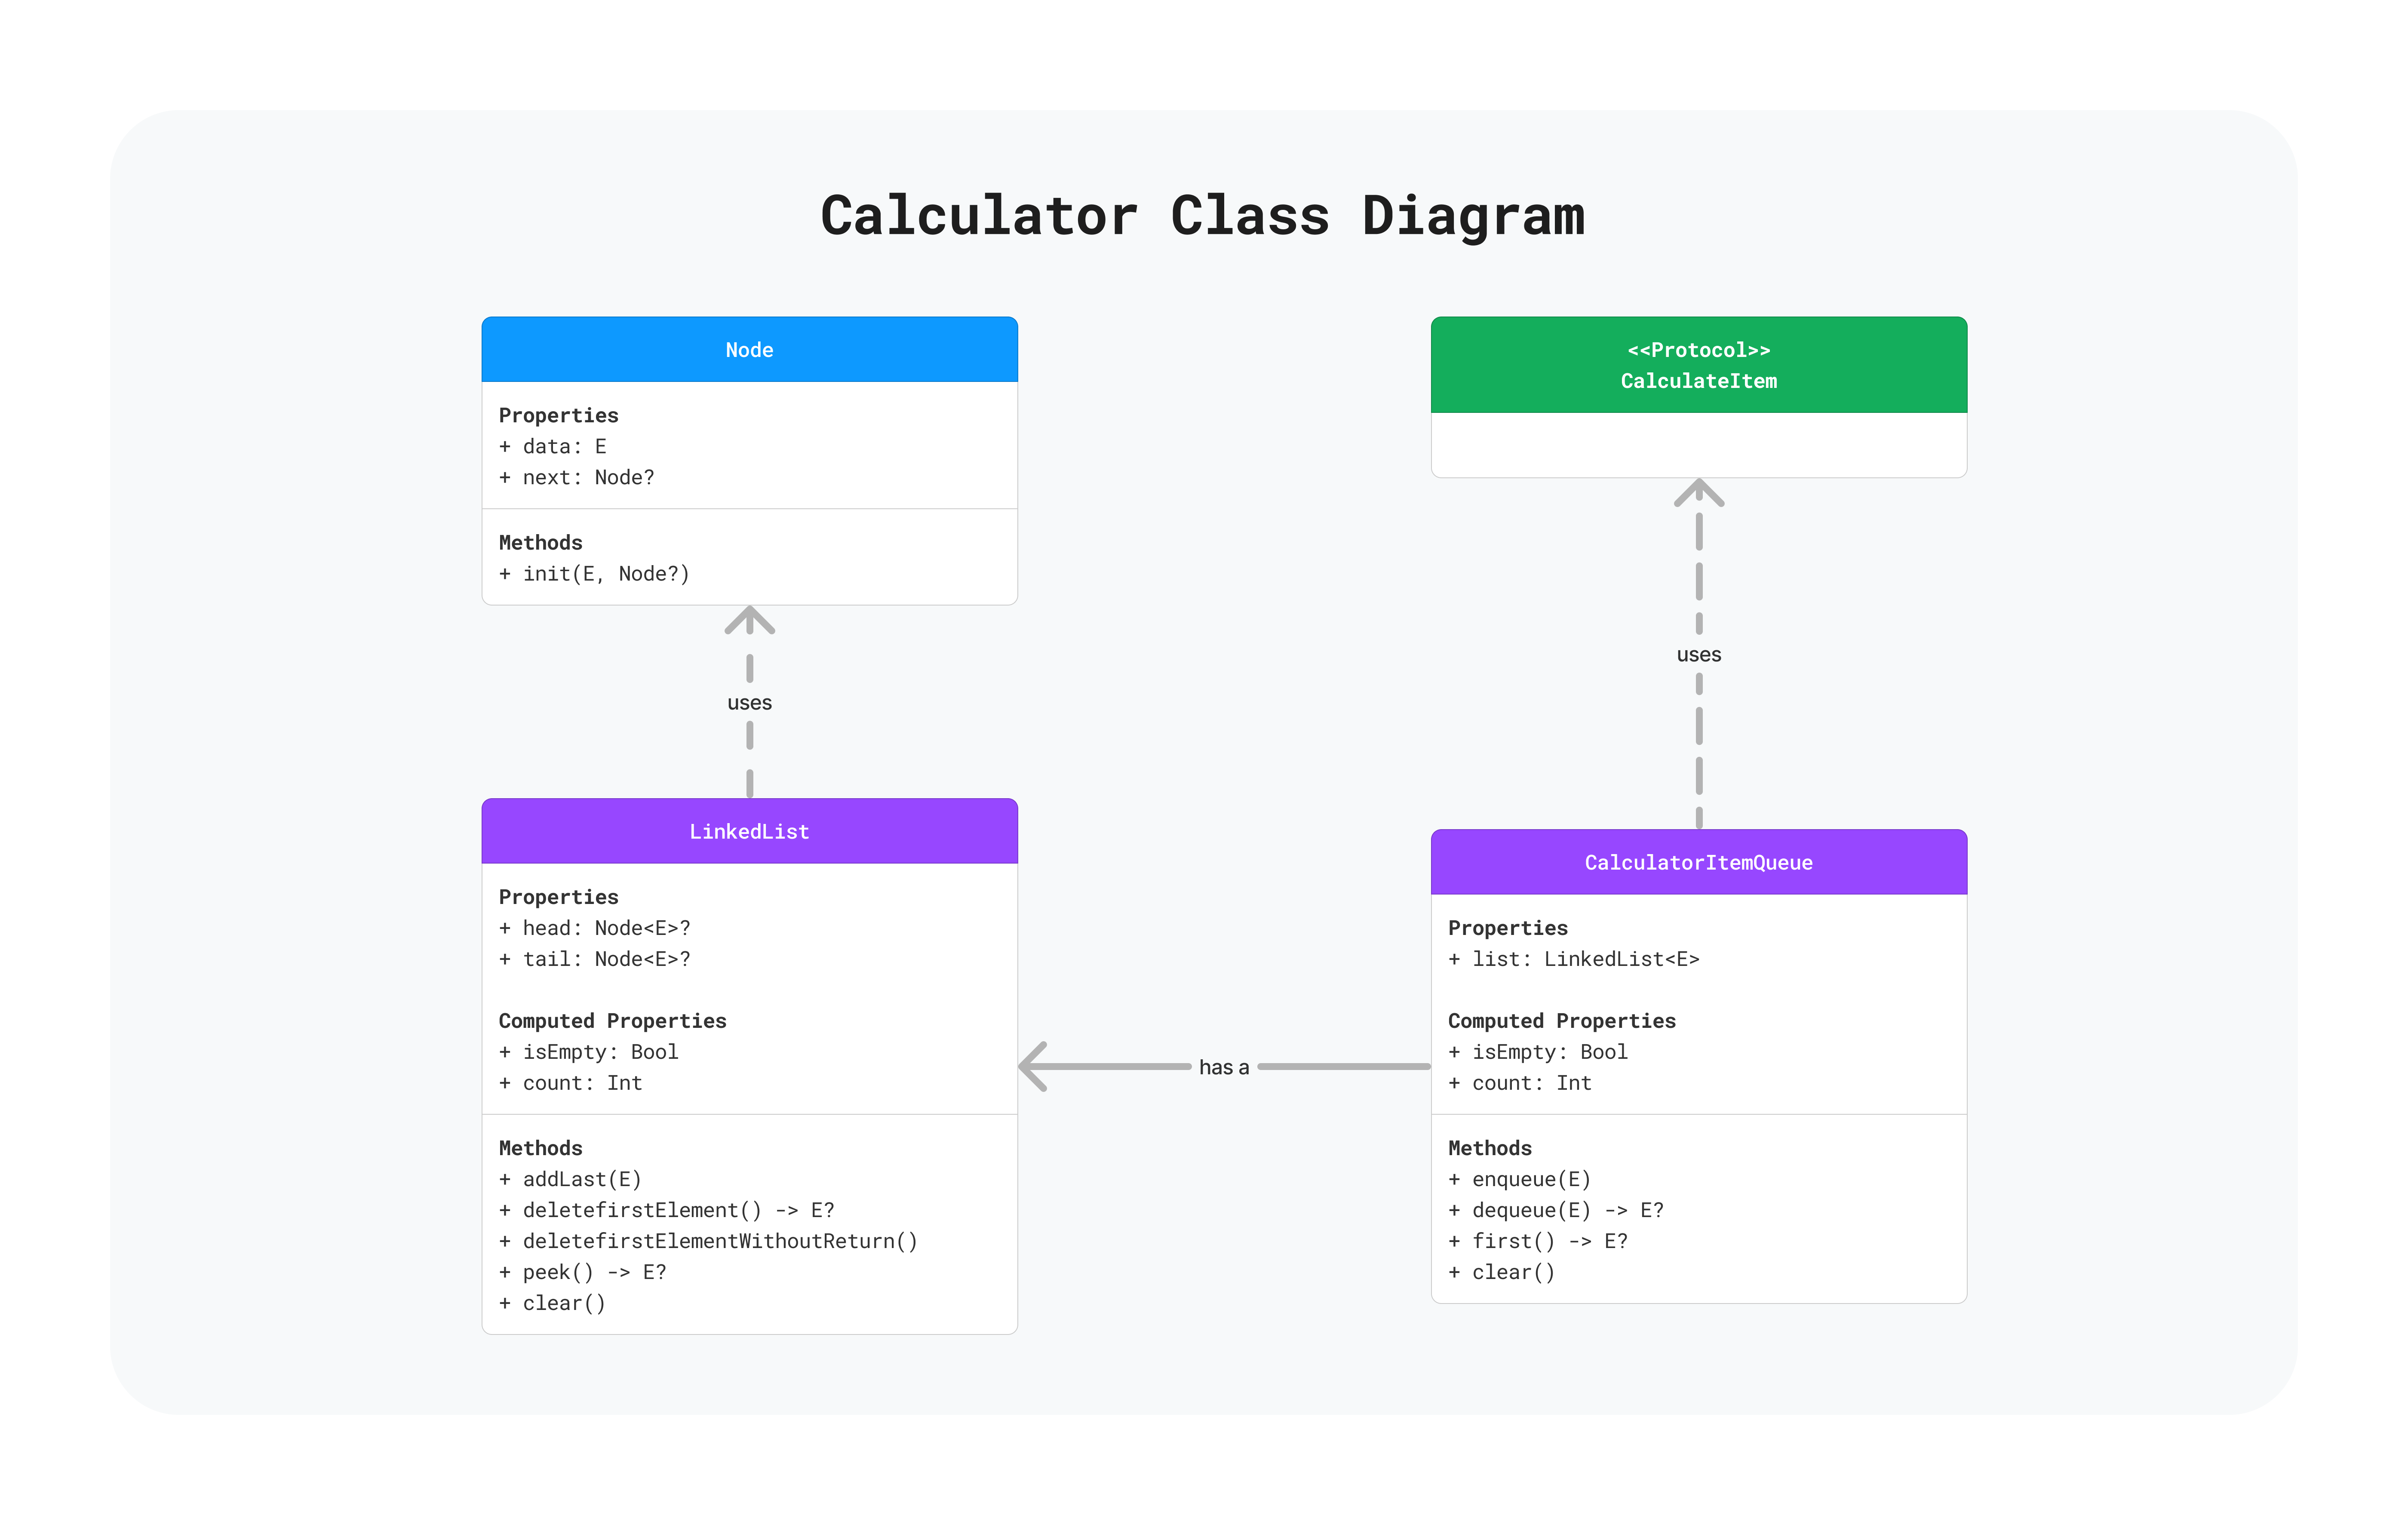 Calculator Class Diagram
Node
Properties
+ data: E
+ next: Node?
Methods
+ init(E, Node?)
uses
LinkedList
Properties
+ head: Node<E>?
+ tail: Node<E>?
Computed Properties
+ isEmpty: Bool
+ count: Int
Methods
+ addLast(E)
+ deletefirstElement() -> E?
+ deletefirstElementWithoutReturn()
+ peek() -> E?
+ clear()
has a
<<Protocol>>
CalculateItem
uses
CalculatorItemQueue
Properties
+ list: LinkedList<E>
Computed Properties
+ isEmpty: Bool
+ count: Int
Methods
+ enqueue(E)
+ dequeue(E) -> E?
+ first() -> E?
+ clear()